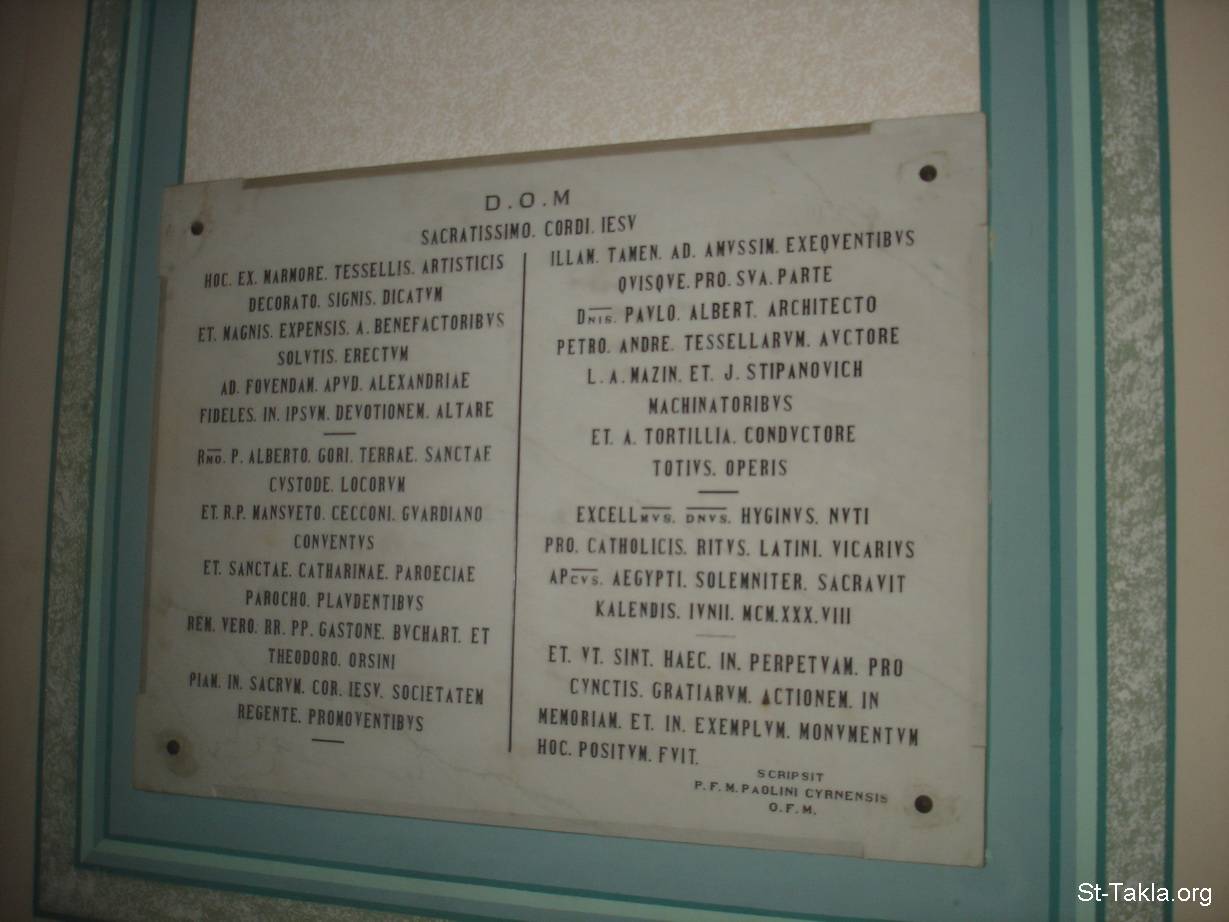 D.O.M
SACRATISSIMO. CORDI. IESV
HOC. EX. MARMORE. TESSELLIS. ARTISTICIS
DECORATO. SIGNIS. DICATVM
ET. MAGNIS. EXPENSIS. A. BENEFACTORIBVS
SOLVTIS. ERECTVM
AD. FOVENDAM. APVD. ALEXANDRIAE
FIDELES. IN. IPSVM. DEVOTIONEM. ALTARE
RMO. P. ALBERTO. GORI. TERRAE. SANCTAE
CVSTODE. LOCORVM
ET. R.P. MANSVETO. CECCONI. GVARDIANO
CONVENTVS
ET. SANCTAE. CATHARINAE. PAROECIAE
PAROCHO. PLAVDENTIBVS
REM. VERO. RR. PP. GASTONE. BVCHART. ET
THEODORO. ORSINI
PIAM. IN. SACRVM. COR. IESV. SOCIETATEM
REGENTE. PROMOVENTIBVS
ILLAM. TAMEN. AD. AMVSSIM. EXEQVENTIBVS
QVISQVE. PRO. SVA. PARTE
DNIS. PAVLO. ALBERT. ARCHITECTO
PETRO. ANDRE. TESSELLARVM. AVCTORE
L. A. MAZIN. ET. J. STIPANOVICH
MACHINATORIBVS
ET. A. TORTILLIA. CONDVCTORE
TOTIVS. OPERIS
EXCELLMVS. DNVS. HYGINVS. NVTI
PRO. CATHOLICIS. RITVS. LATINI. VICARIVS
APCVS. AEGYPTI. SOLEMNITER. SACRAVIT
KALENDIS. IVNII. MCM.XXX.VIII
ET. VT. SINT. HAEC. IN. PERPETVAM. PRO
CVNCTIS. GRATIARVM. ACTIONEM. IN
MEMORIAM. ET. IN. EXEMPLVM. MONVMENTVM
HOC. POSITVM. FVIT.
SCRIPSIT
P. F. M. PAOLINI CYRNENSIS
O.F.M.
St-Takla.org